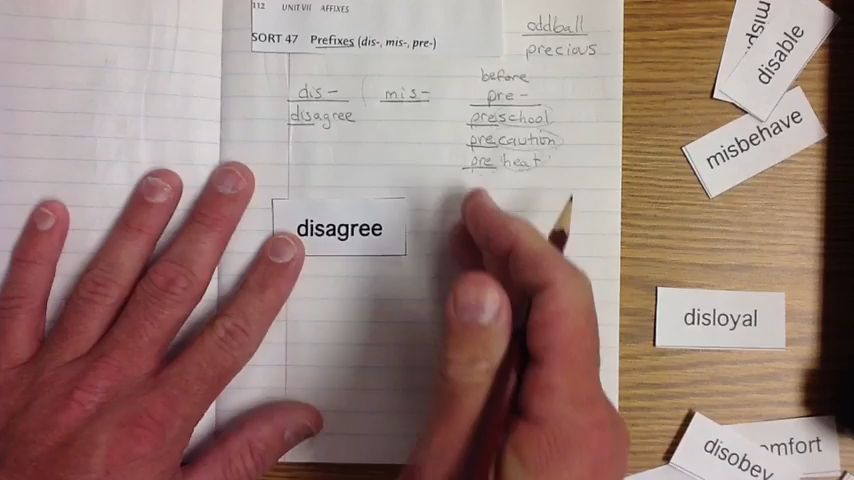 112 UNIT VII AFFIXES
SORT 47 Prefixes (dis-, mis-, pre-)
oddball
precious
before
dis- mis- pre-
disagree preschool
precaution
preheat
disagree
disable
misbehave
disloyal
disobey